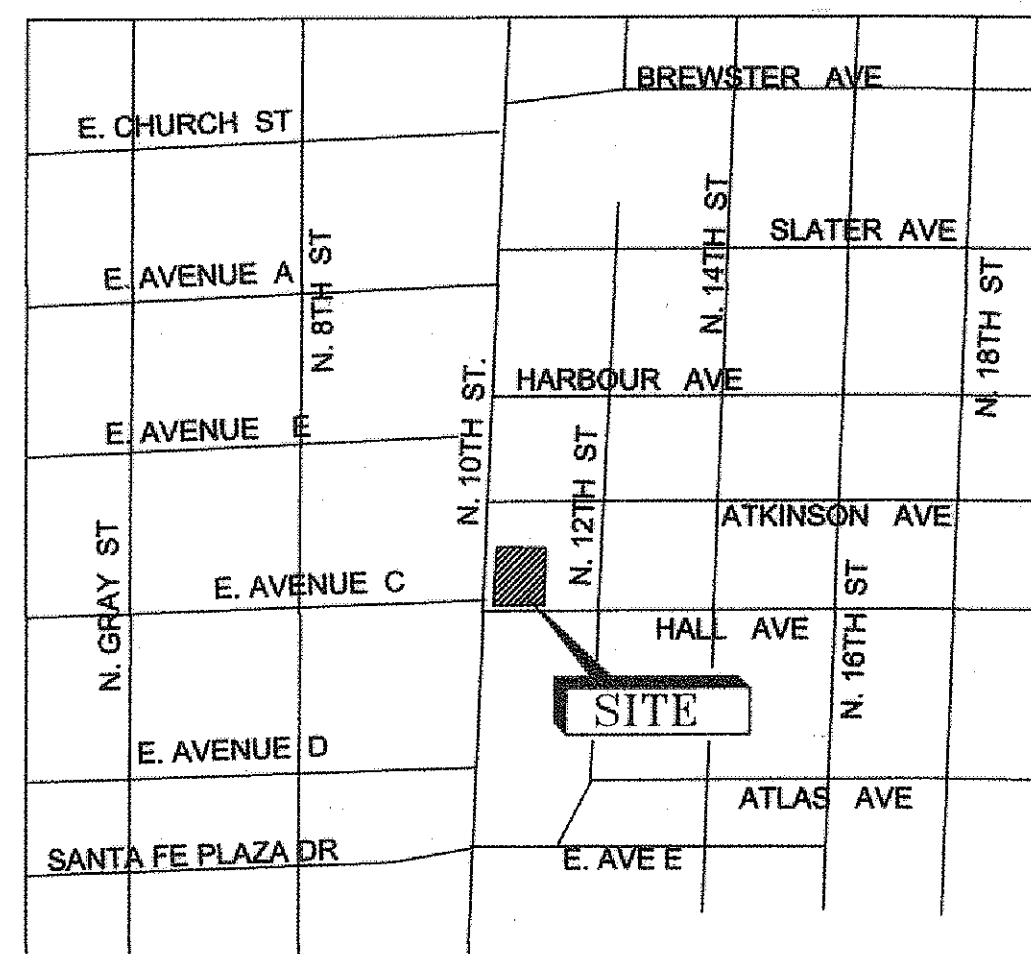 BREWSTER AVE
E. CHURCH ST
SLATER AVE
N. 14TH ST
E. AVENUE A
N. 8TH ST
N. 18TH ST
HARBOUR AVE
N. 10TH ST.
E. AVENUE E
N. 12TH ST
ATKINSON AVE
N. GRAY ST
E. AVENUE C
HALL AVE
N. 16TH ST
SITE
E. AVENUE D
ATLAS AVE
SANTA FE PLAZA DR
E. AVE E